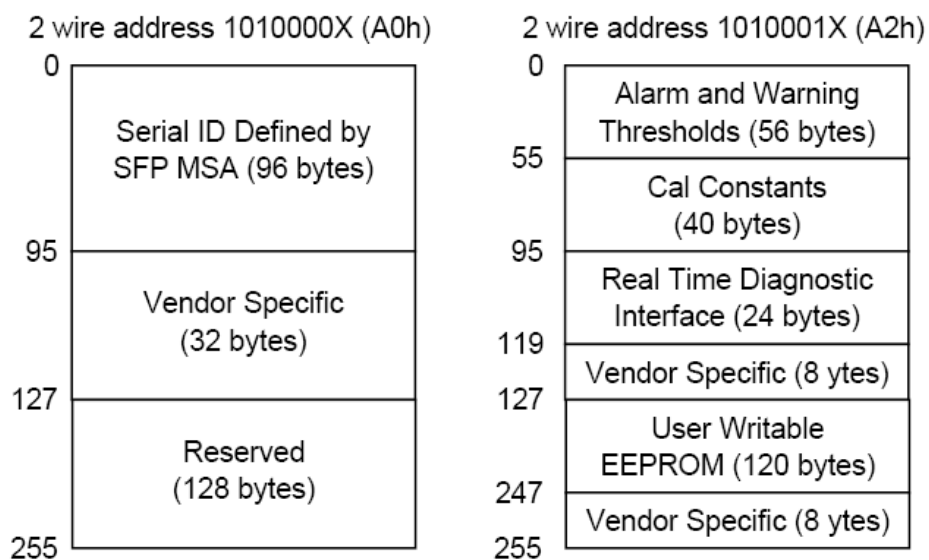 2 wire address 1010000X (A0h)
0
Serial ID Defined by
SFP MSA (96 bytes)
95
Vendor Specific
(32 bytes)
127
Reserved
(128 bytes)
255
2 wire address 1010001X (A2h)
0
Alarm and Warning
Thresholds (56 bytes)
55
Cal Constants
(40 bytes)
95
Real Time Diagnostic
Interface (24 bytes)
119
Vendor Specific (8 ytes)
127
User Writable
EEPROM (120 bytes)
247
Vendor Specific (8 ytes)
255